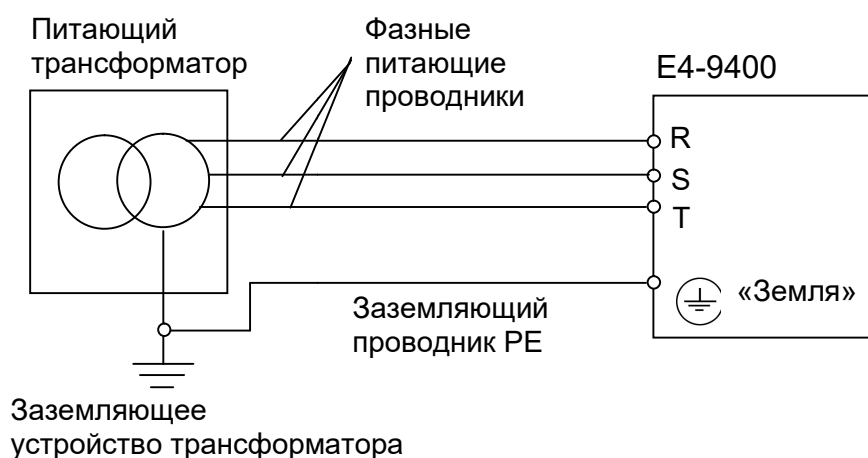 Питающий
трансформатор
Фазные
питающие
проводники
E4-9400
R
S
T
«Земля»
Заземляющий
проводник PE
Заземляющее
устройство трансформатора